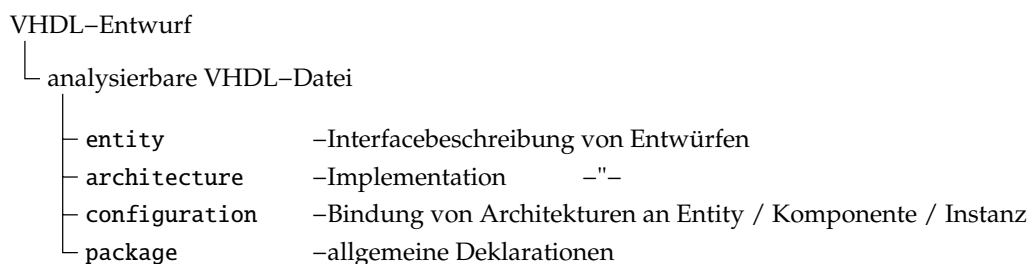 VHDL–Entwurf
analysierbare VHDL–Datei
entity –Interfacebeschreibung von Entwürfen
architecture –Implementation –"–
configuration –Bindung von Architekturen an Entity / Komponente / Instanz
package –allgemeine Deklarationen